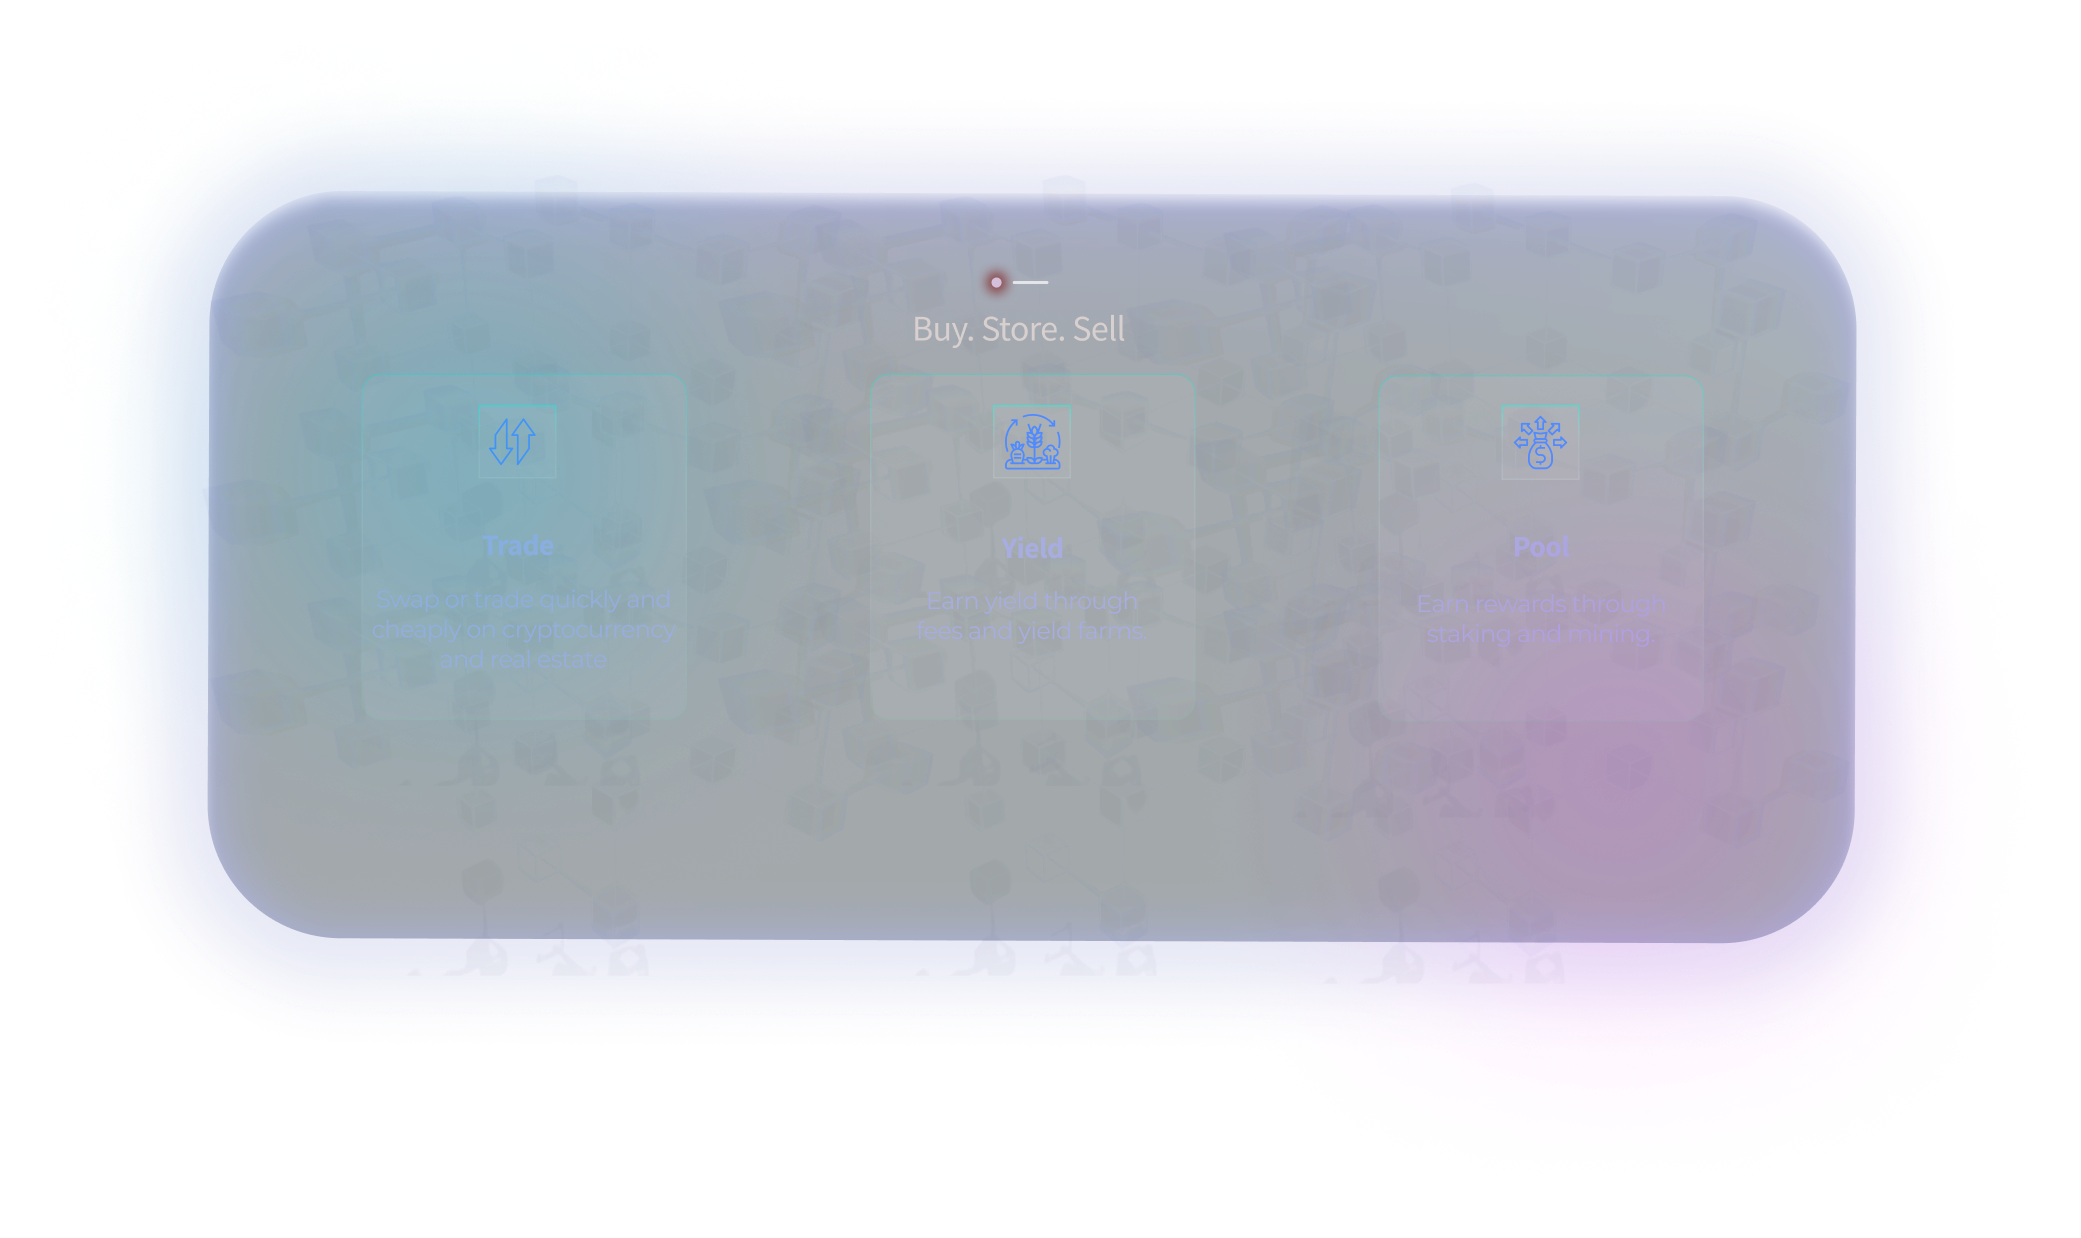 Buy. Store. Sell
Trade
Swap or trade quickly and
cheaply on cryptocurrency
and real estate.
Yield
Earn yield through
fees and yield farms.
Pool
Earn rewards through
staking and mining.